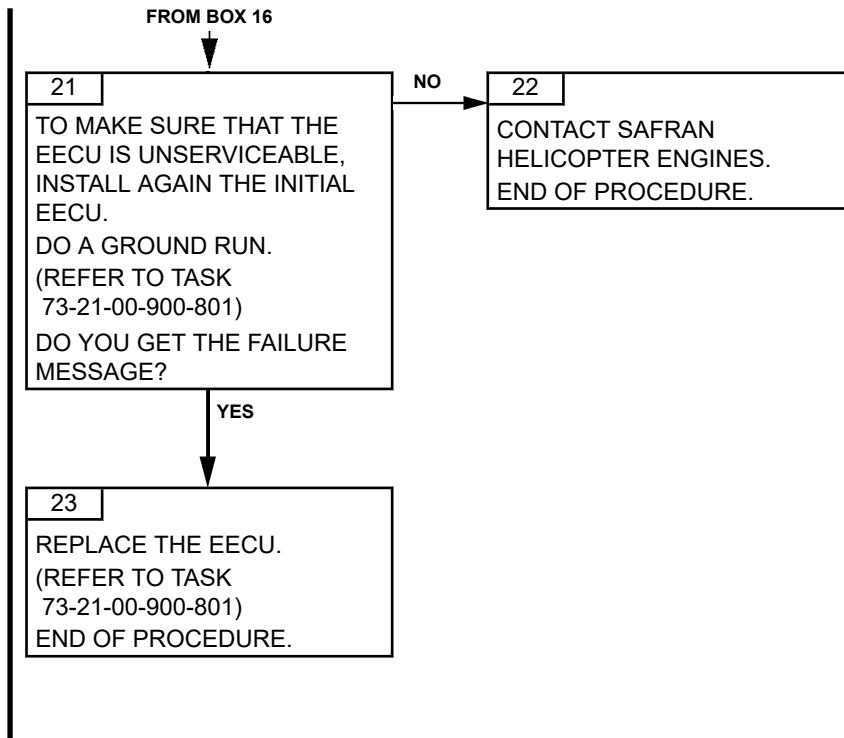 FROM BOX 16
21
TO MAKE SURE THAT THE
EECU IS UNSERVICEABLE,
INSTALL AGAIN THE INITIAL
EECU.
DO A GROUND RUN.
(REFER TO TASK
73-21-00-900-801)
DO YOU GET THE FAILURE
MESSAGE?
NO
22
CONTACT SAFRAN
HELICOPTER ENGINES.
END OF PROCEDURE.
YES
23
REPLACE THE EECU.
(REFER TO TASK
73-21-00-900-801)
END OF PROCEDURE.